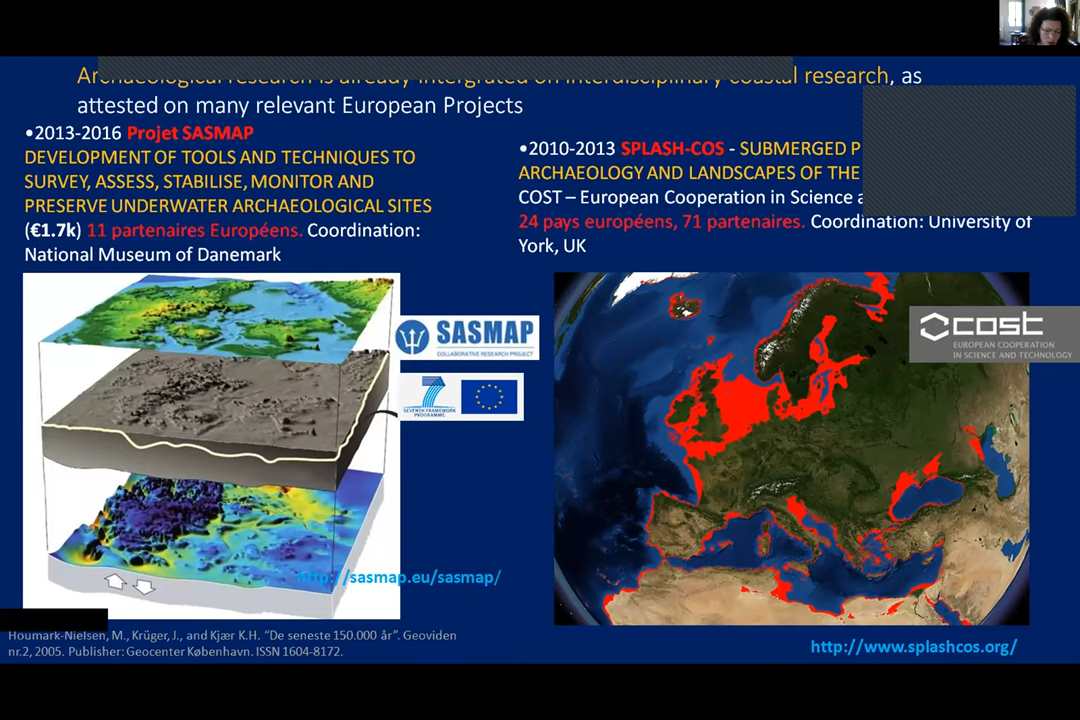 Archaeological research is already intergrated on interdisciplinary coastal research, as
attested on many relevant European Projects
•2013-2016 Projet SASMAP
DEVELOPMENT OF TOOLS AND TECHNIQUES TO
SURVEY, ASSESS, STABILISE, MONITOR AND
PRESERVE UNDERWATER ARCHAEOLOGICAL SITES
(€1.7k) 11 partenaires Européens. Coordination:
National Museum of Danemark
•2010-2013 SPLASH-COS - SUBMERGED P
ARCHAEOLOGY AND LANDSCAPES OF THE
COST – European Cooperation in Science a
24 pays européens, 71 partenaires. Coordination: University of
York, UK
SASMAP
COLLABORATIVE RESEARCH PROJECT
SEVENTH FRAMEWORK
PROGRAMME
cost
EUROPEAN COOPERATION
IN SCIENCE AND TECHNOLOGY
http://sasmap.eu/sasmap/
Houmark-Nielsen, M., Krüger, J., and Kjær K.H. "De seneste 150.000 år". Geoviden
nr.2, 2005. Publisher: Geocenter København. ISSN 1604-8172.
http://www.splashcos.org/